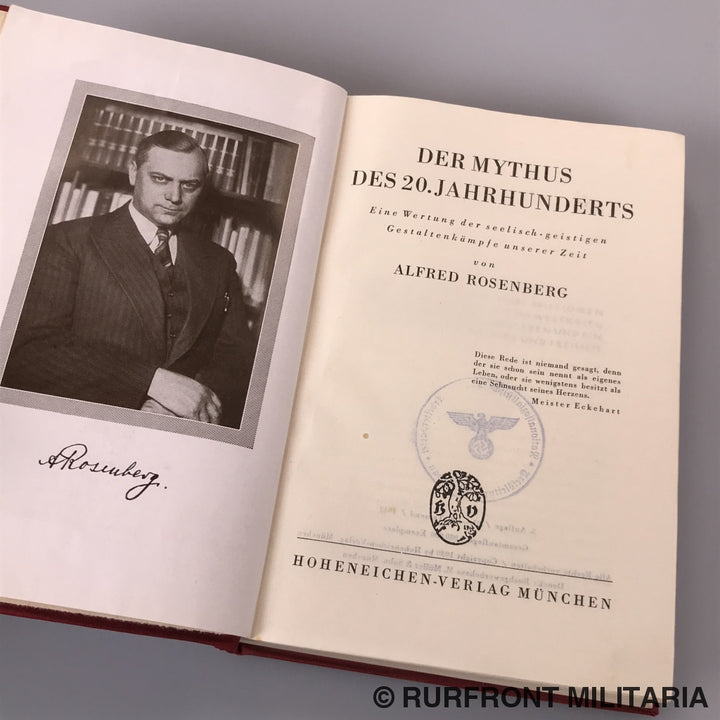 ARosenberg.
DER MYTHUS
DES 20. JAHRHUNDERTS
Eine Wertung der seelisch-geistigen
Gestaltenkämpfe unserer Zeit
von
ALFRED ROSENBERG
Diese Rede ist niemand gesagt, denn
der sie schon sein nennt als eigenes
Leben, oder sie wenigstens besitzt als
eine Sehnsucht seines Herzens.
Meister Eckehart
HOHENEICHEN-VERLAG MÜNCHEN
© RURFRONT MILITARIA